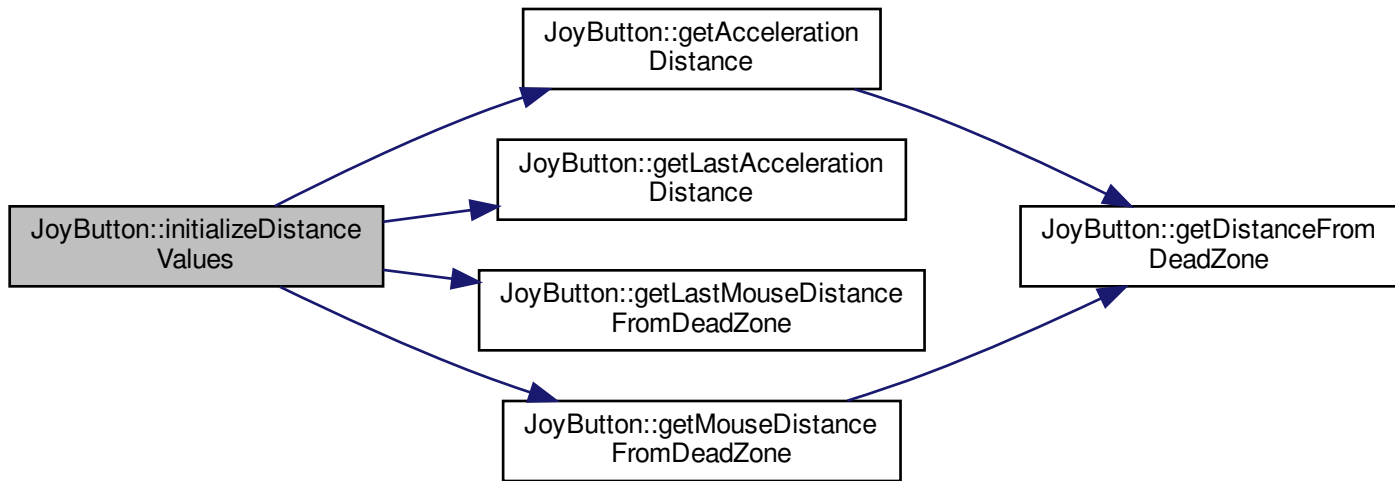 JoyButton::initializeDistance
Values
JoyButton::getAcceleration
Distance
JoyButton::getLastAcceleration
Distance
JoyButton::getLastMouseDistance
FromDeadZone
JoyButton::getMouseDistance
FromDeadZone
JoyButton::getDistanceFrom
DeadZone